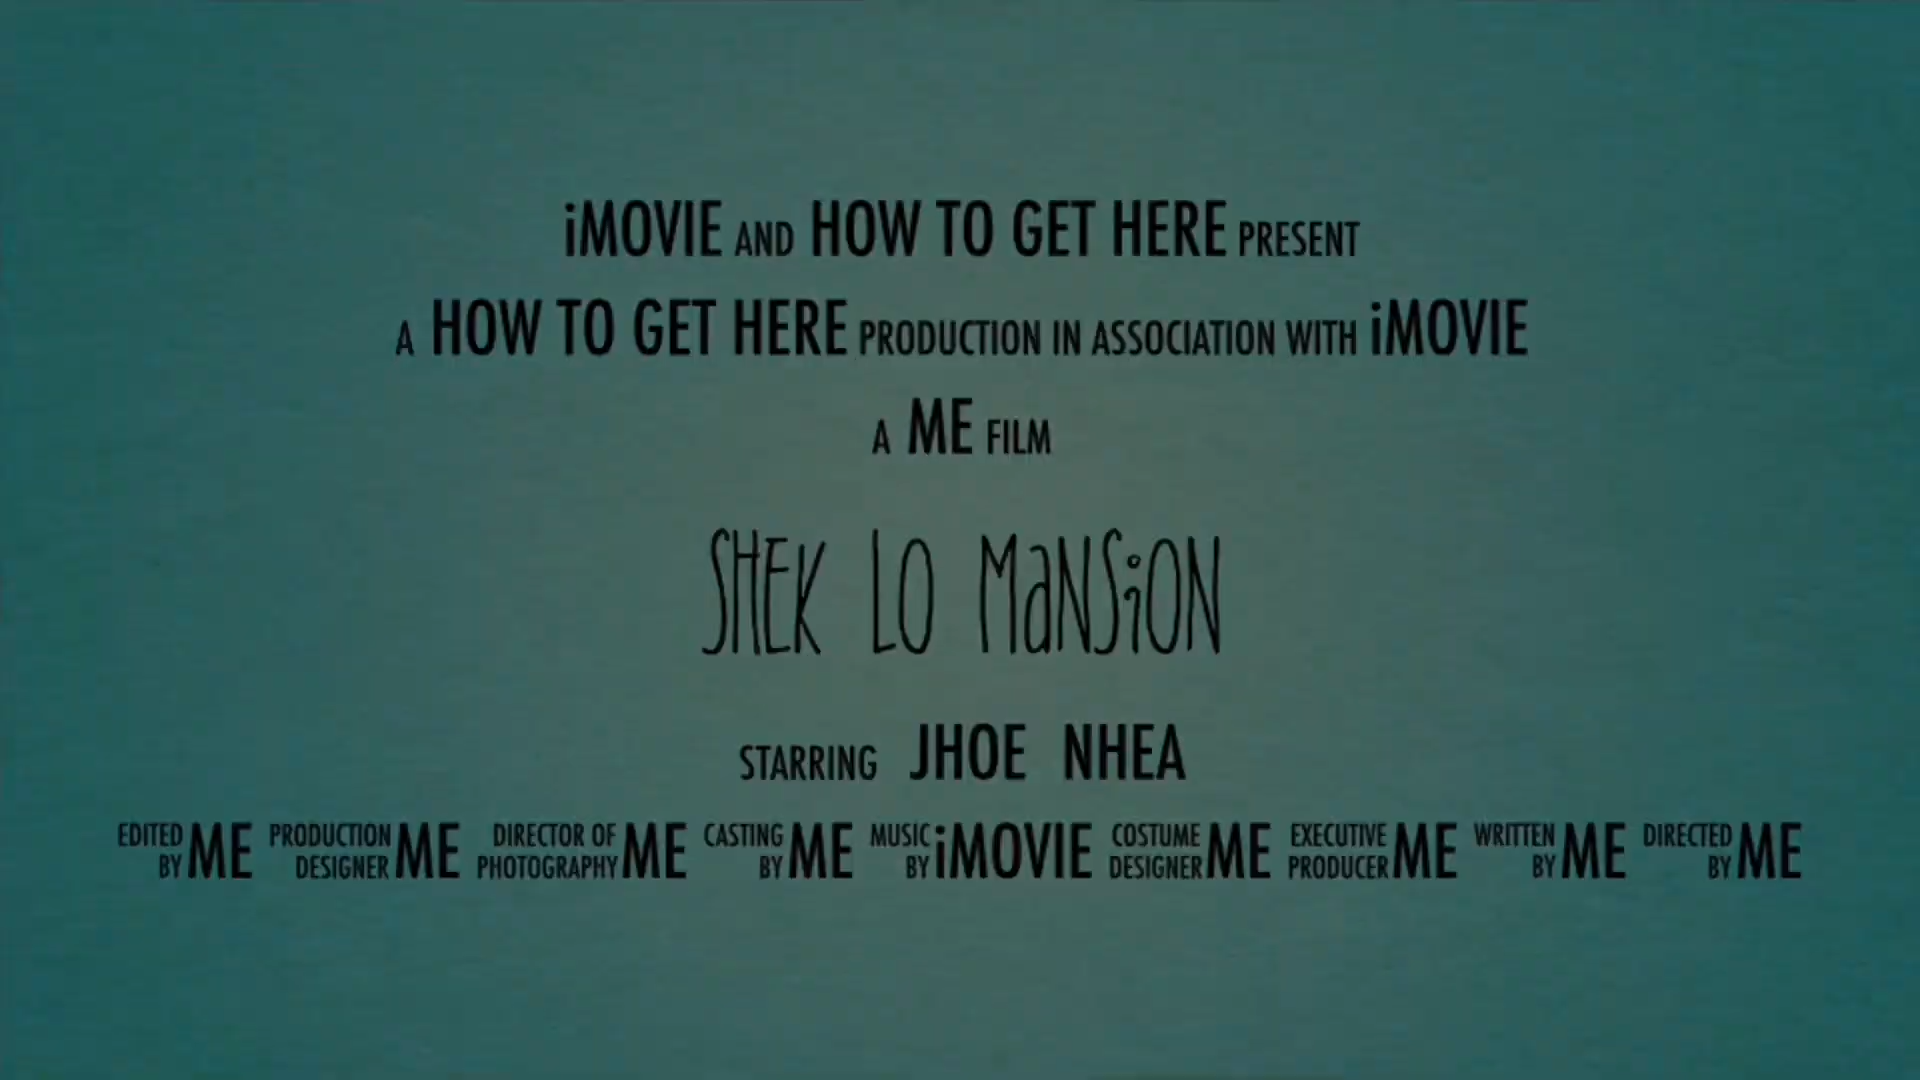 iMOVIE AND HOW TO GET HERE PRESENT
A HOW TO GET HERE PRODUCTION IN ASSOCIATION WITH iMOVIE
A ME FILM
SHEK LO MaNSiON
STARRING JHOE NHEA
EDITED BY ME PRODUCTION DESIGNER ME DIRECTOR OF PHOTOGRAPHY ME CASTING BY ME MUSIC BY iMOVIE COSTUME DESIGNER ME EXECUTIVE PRODUCER ME WRITTEN BY ME DIRECTED BY ME